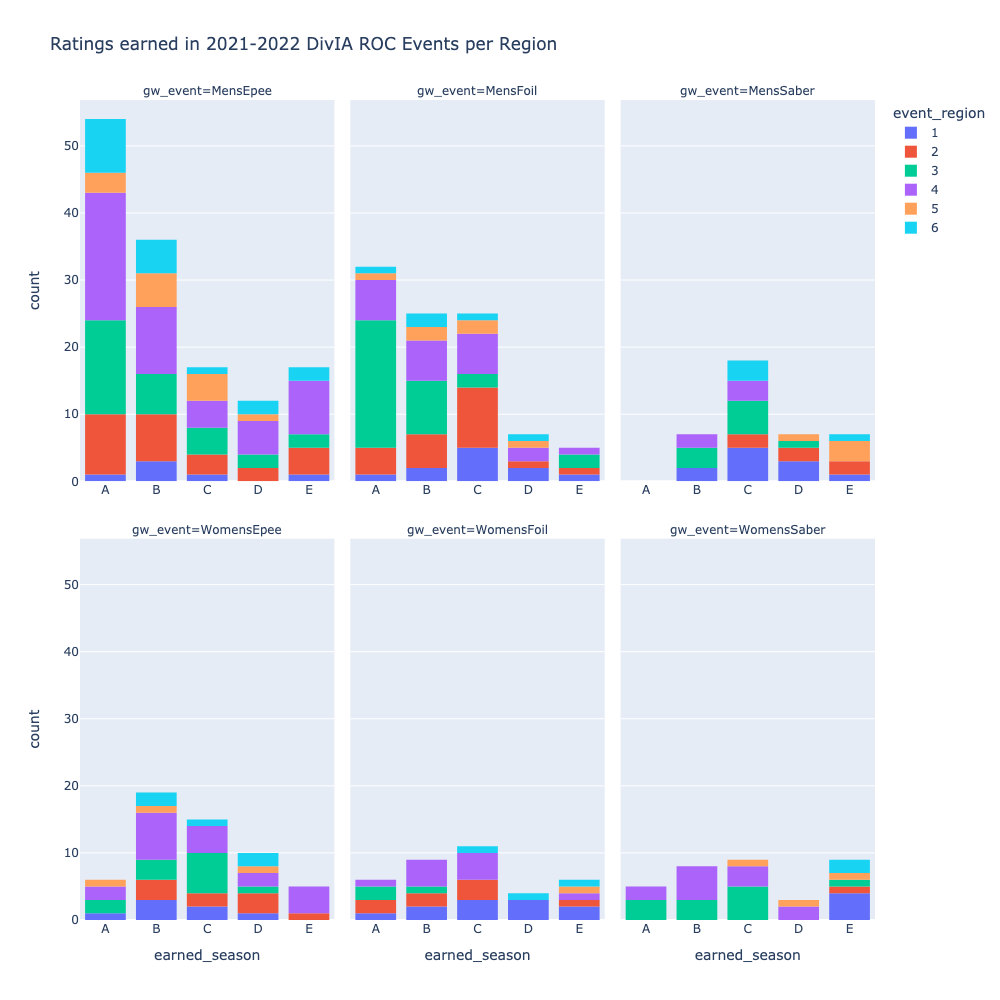 Ratings earned in 2021-2022 DivIA ROC Events per Region
gw_event=MensEpee
gw_event=MensFoil
gw_event=MensSaber
event_region
1
2
3
4
5
6
count
50
40
30
20
10
0
A B C D E
A B C D E
A B C D E
gw_event=WomensEpee
gw_event=WomensFoil
gw_event=WomensSaber
count
50
40
30
20
10
0
A B C D E
A B C D E
A B C D E
earned_season
earned_season
earned_season